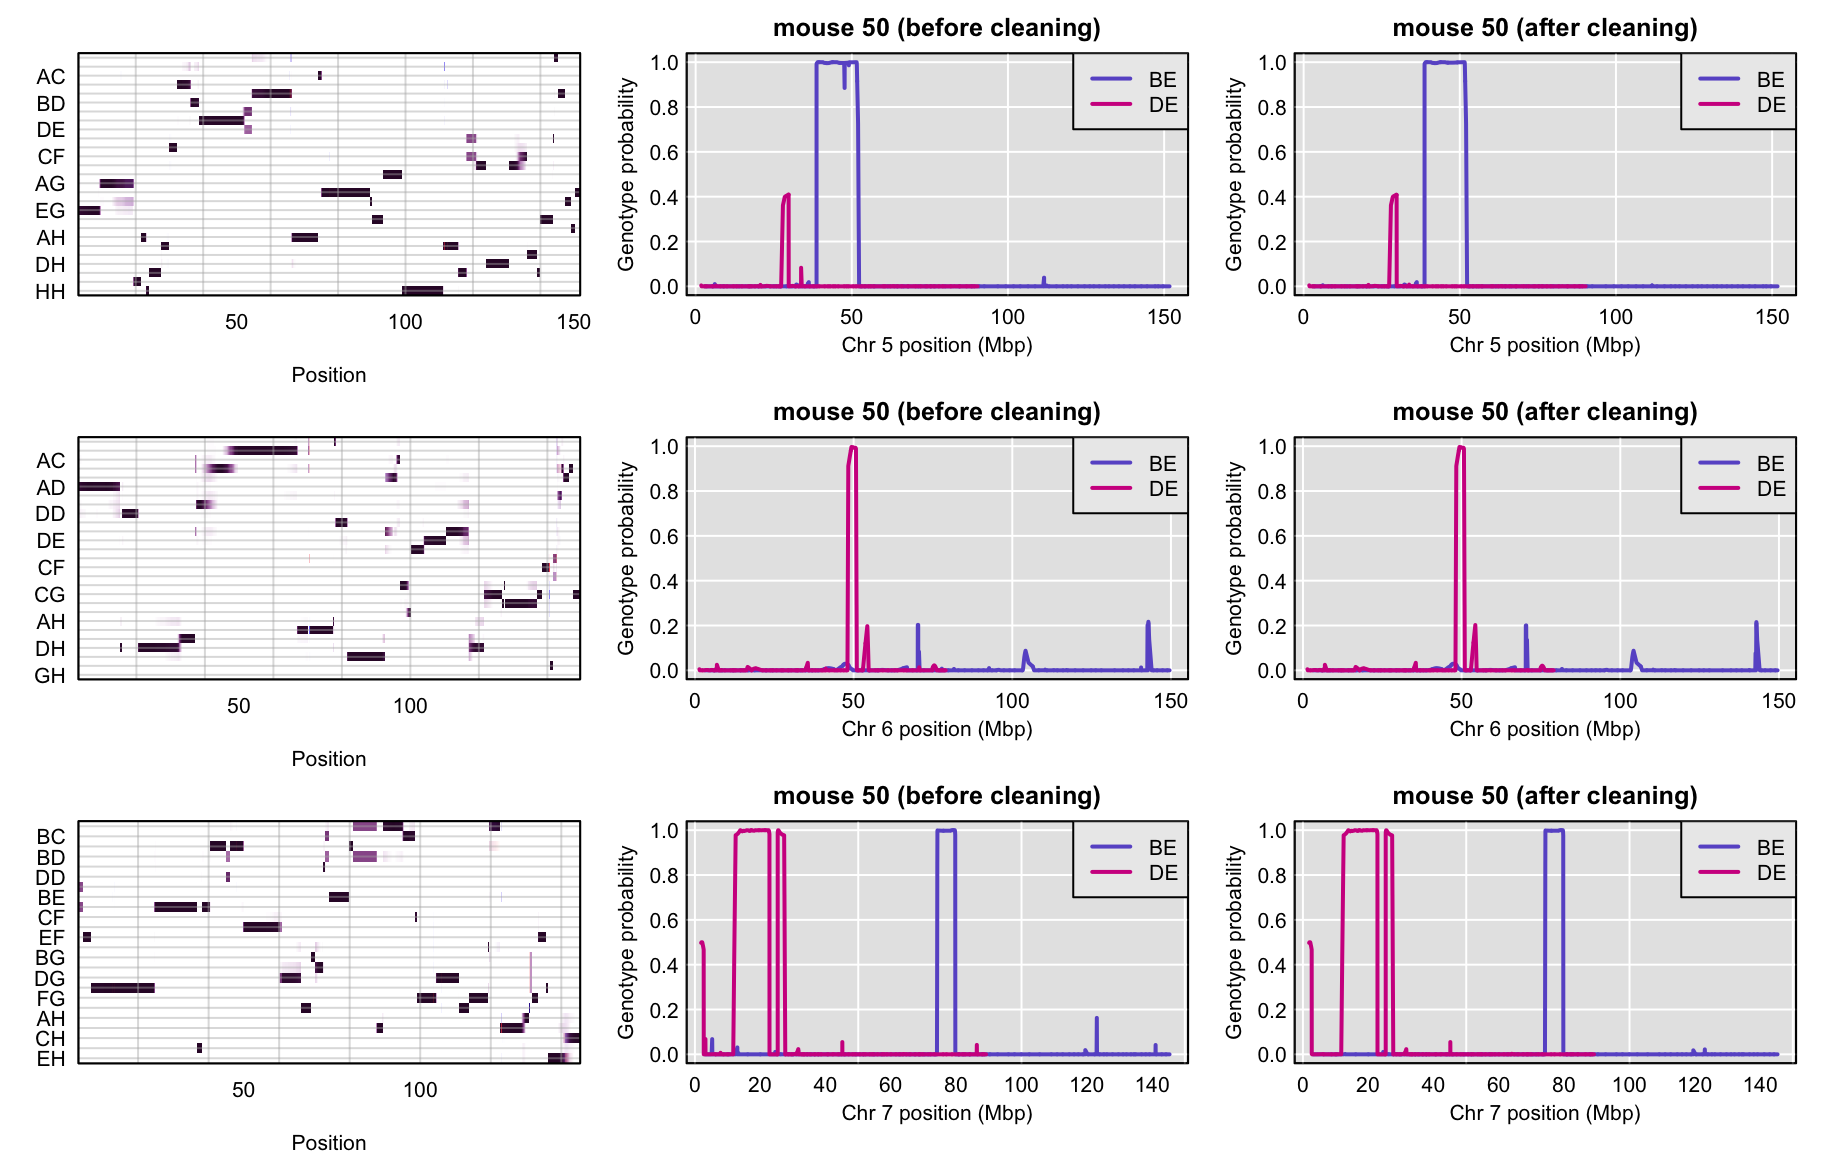 AC
BD
DE
CF
AG
EG
AH
DH
HH
50 100 150
Position
mouse 50 (before cleaning)
Genotype probability
1.0
0.8
0.6
0.4
0.2
0.0
BE
DE
0 50 100 150
Chr 5 position (Mbp)
mouse 50 (after cleaning)
Genotype probability
1.0
0.8
0.6
0.4
0.2
0.0
BE
DE
0 50 100 150
Chr 5 position (Mbp)
AC
AD
DD
DE
CF
CG
AH
DH
GH
50 100
Position
mouse 50 (before cleaning)
Genotype probability
1.0
0.8
0.6
0.4
0.2
0.0
BE
DE
0 50 100 150
Chr 6 position (Mbp)
mouse 50 (after cleaning)
Genotype probability
1.0
0.8
0.6
0.4
0.2
0.0
BE
DE
0 50 100 150
Chr 6 position (Mbp)
BC
BD
DD
BE
CF
EF
BG
DG
FG
AH
CH
EH
50 100
Position
mouse 50 (before cleaning)
Genotype probability
1.0
0.8
0.6
0.4
0.2
0.0
BE
DE
0 20 40 60 80 100 120 140
Chr 7 position (Mbp)
mouse 50 (after cleaning)
Genotype probability
1.0
0.8
0.6
0.4
0.2
0.0
BE
DE
0 20 40 60 80 100 120 140
Chr 7 position (Mbp)